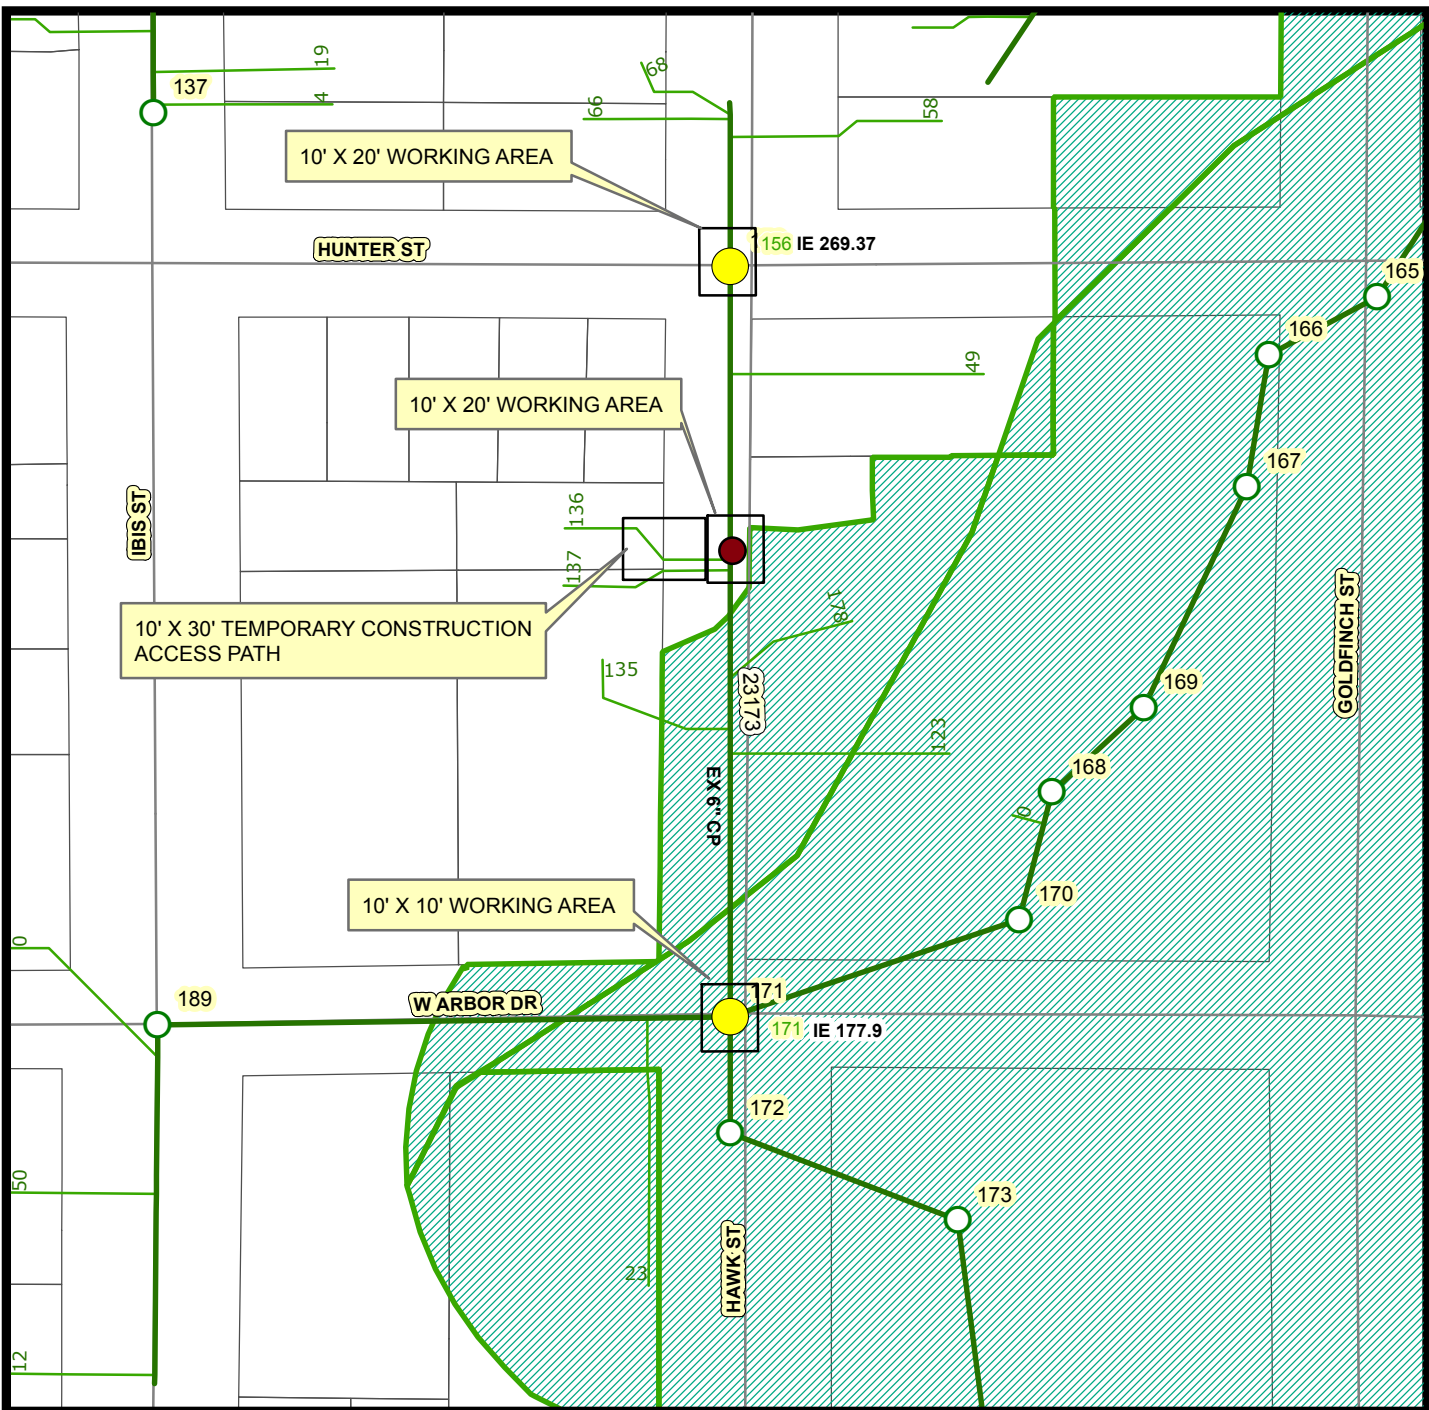 19
137
4
68
66
58
10' X 20' WORKING AREA
HUNTER ST
156 IE 269.37
165
166
49
10' X 20' WORKING AREA
167
136
IBIS ST
137
178
GOLDFINCH ST
10' X 30' TEMPORARY CONSTRUCTION
ACCESS PATH
135
23173
169
123
168
EX 6" CP
0
10' X 10' WORKING AREA
170
0
189
W ARBOR DR
171
171 IE 177.9
172
50
173
HAWK ST
23
12